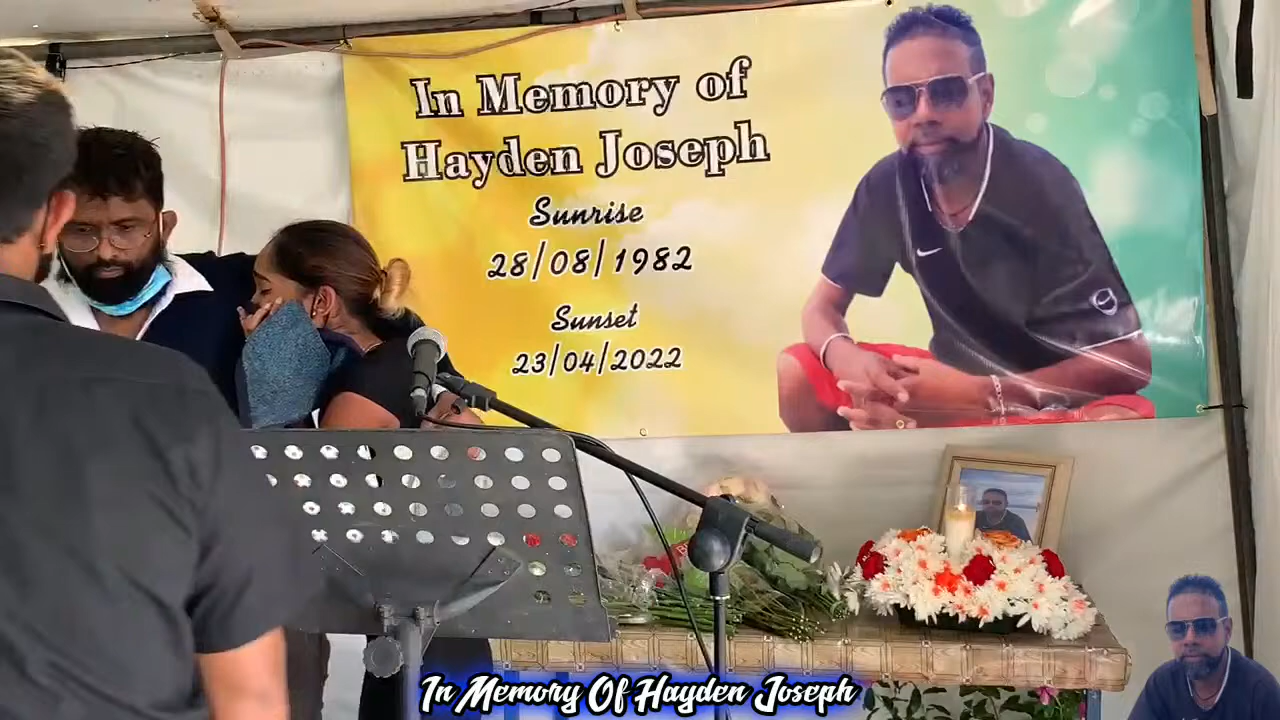 In Memory of
Hayden Joseph
Sunrise
28/08/1982
Sunset
23/04/2022
In Memory Of Hayden Joseph